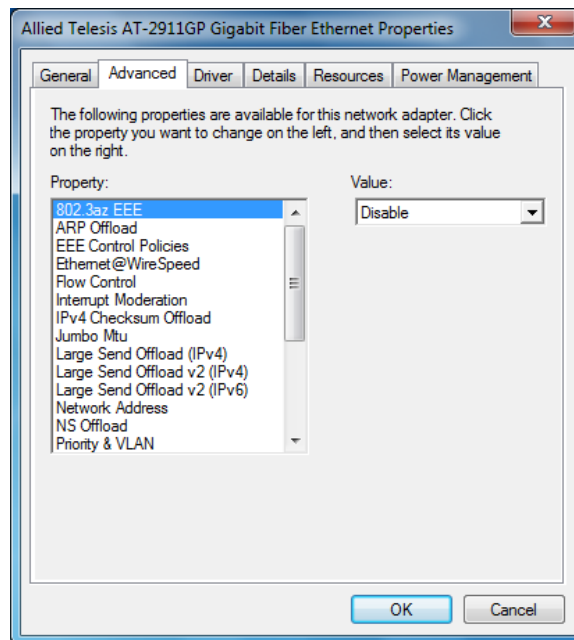 Allied Telesis AT-2911GP Gigabit Fiber Ethernet Properties
General Advanced Driver Details Resources Power Management
The following properties are available for this network adapter. Click
the property you want to change on the left, and then select its value
on the right.
Property:
Value:
802.3az EEE
Disable
ARP Offload
EEE Control Policies
Ethernet@WireSpeed
Flow Control
Interrupt Moderation
IPv4 Checksum Offload
Jumbo Mtu
Large Send Offload (IPv4)
Large Send Offload v2 (IPv4)
Large Send Offload v2 (IPv6)
Network Address
NS Offload
Priority & VLAN
OK Cancel